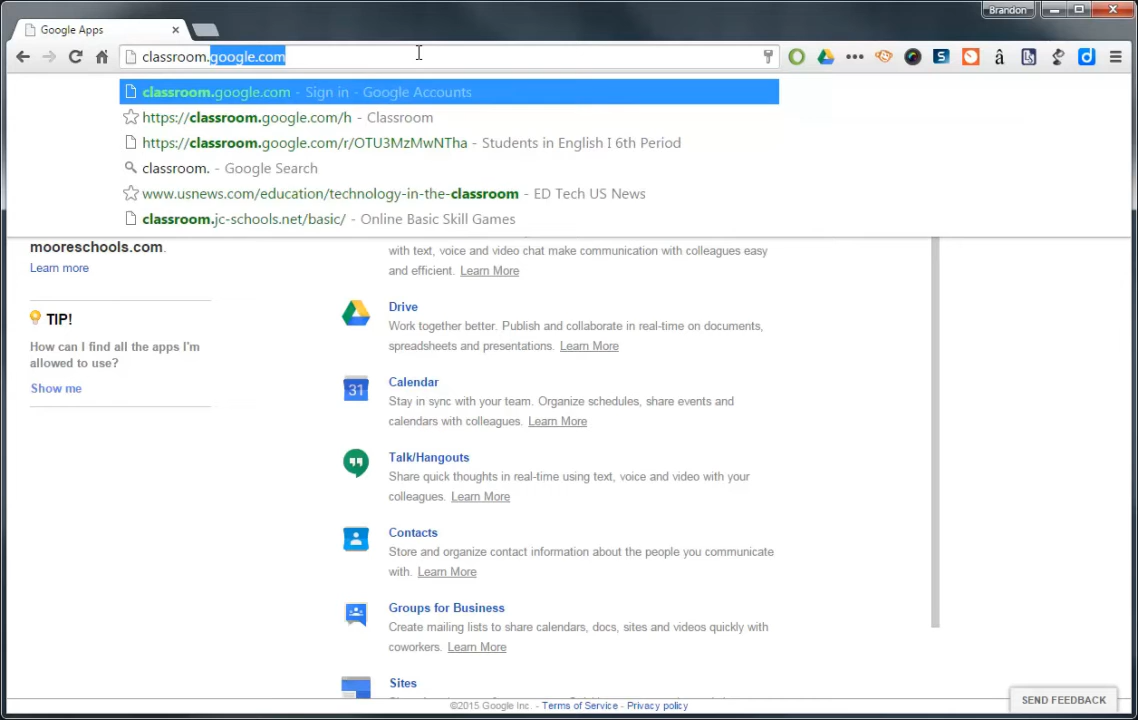 Brandon
Google Apps
classroom.google.com
classroom.google.com - Sign in - Google Accounts
https://classroom.google.com/h - Classroom
https://classroom.google.com/r/OTU3MzMwNTha - Students in English I 6th Period
classroom. - Google Search
www.usnews.com/education/technology-in-the-classroom - ED Tech US News
classroom.jc-schools.net/basic/ - Online Basic Skill Games
mooreschools.com.
Learn more
TIP!
How can I find all the apps I'm
allowed to use?
Show me
with text, voice and video chat make communication with colleagues easy
and efficient. Learn More
Drive
Work together better. Publish and collaborate in real-time on documents,
spreadsheets and presentations. Learn More
31
Calendar
Stay in sync with your team. Organize schedules, share events and
calendars with colleagues. Learn More
Talk/Hangouts
Share quick thoughts in real-time using text, voice and video with your
colleagues. Learn More
Contacts
Store and organize contact information about the people you communicate
with. Learn More
Groups for Business
Create mailing lists to share calendars, docs, sites and videos quickly with
coworkers. Learn More
Sites
©2015 Google Inc. - Terms of Service - Privacy policy
SEND FEEDBACK